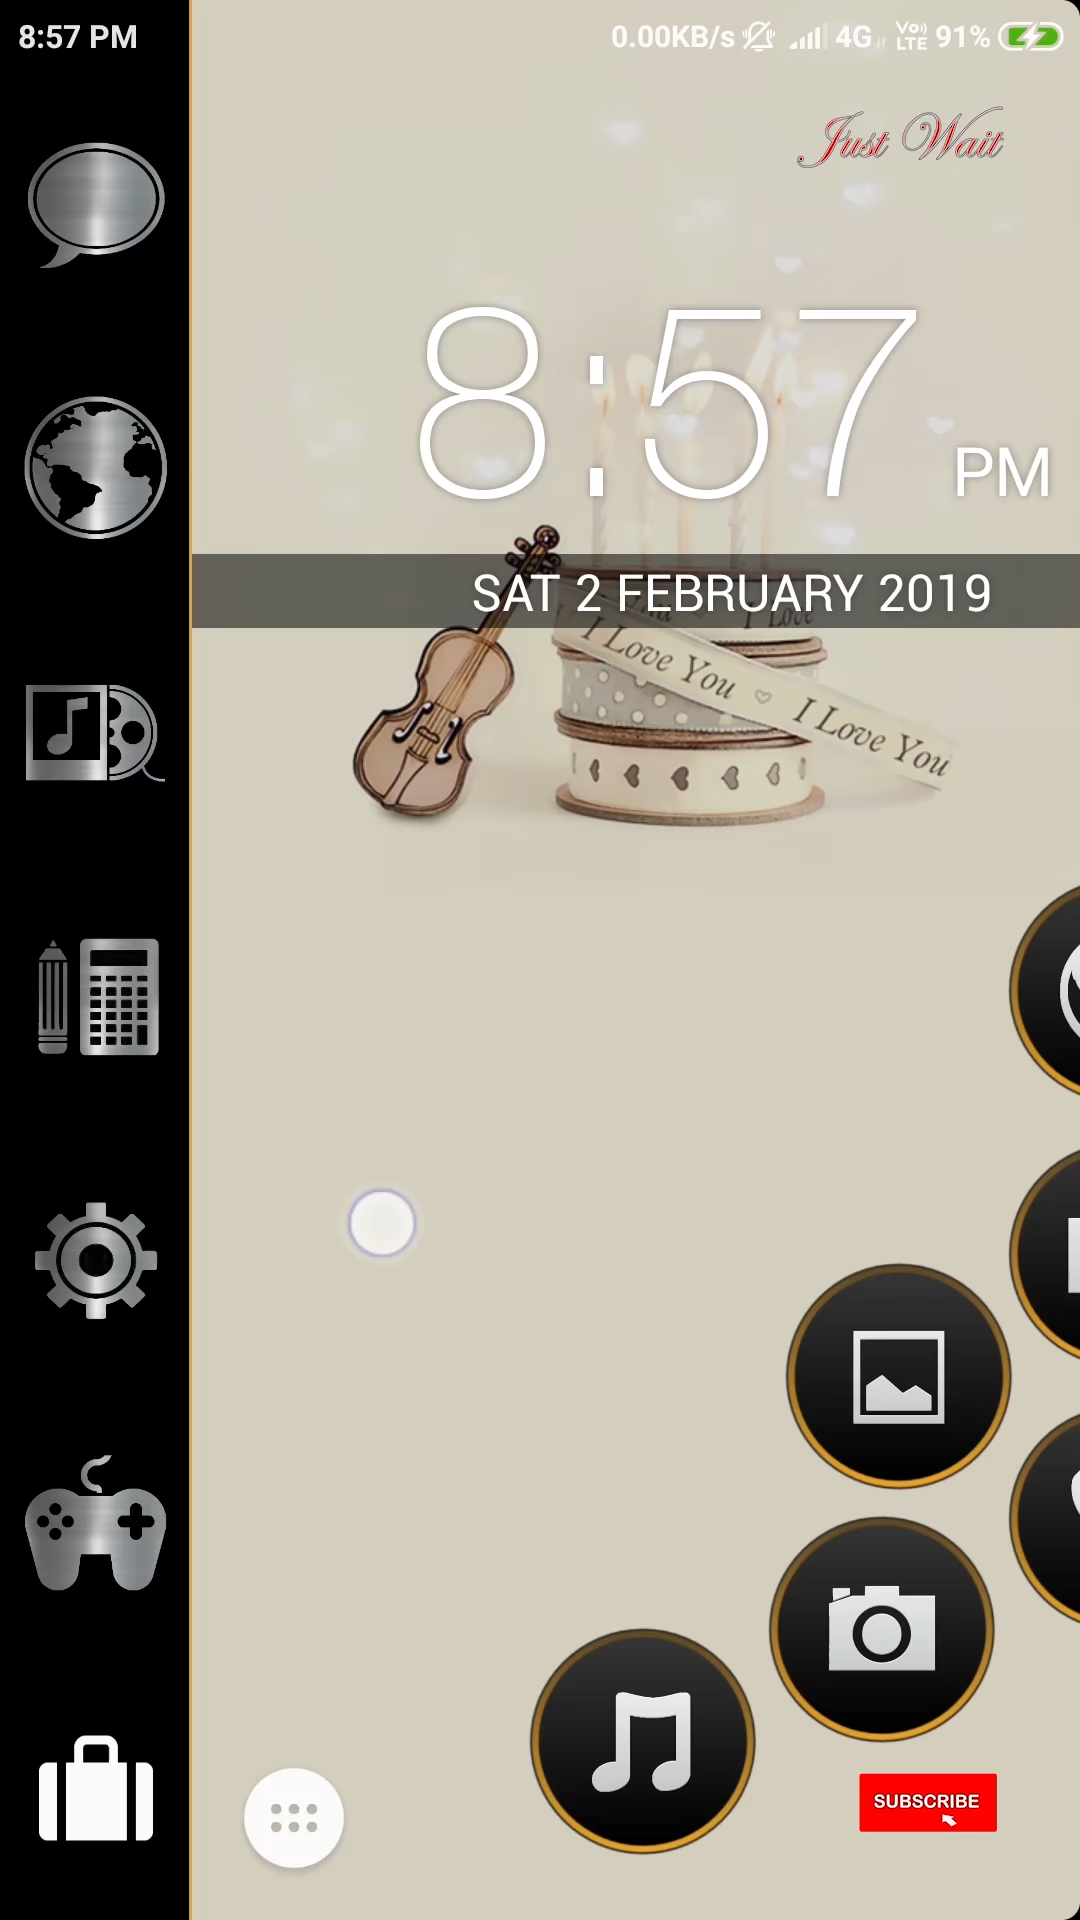 8:57 PM 0.00KB/s 4G Vo)) LTE 91%
Just Wait
8:57 PM
SAT 2 FEBRUARY 2019
I Love
I Love You ♡ I Love You
SUBSCRIBE